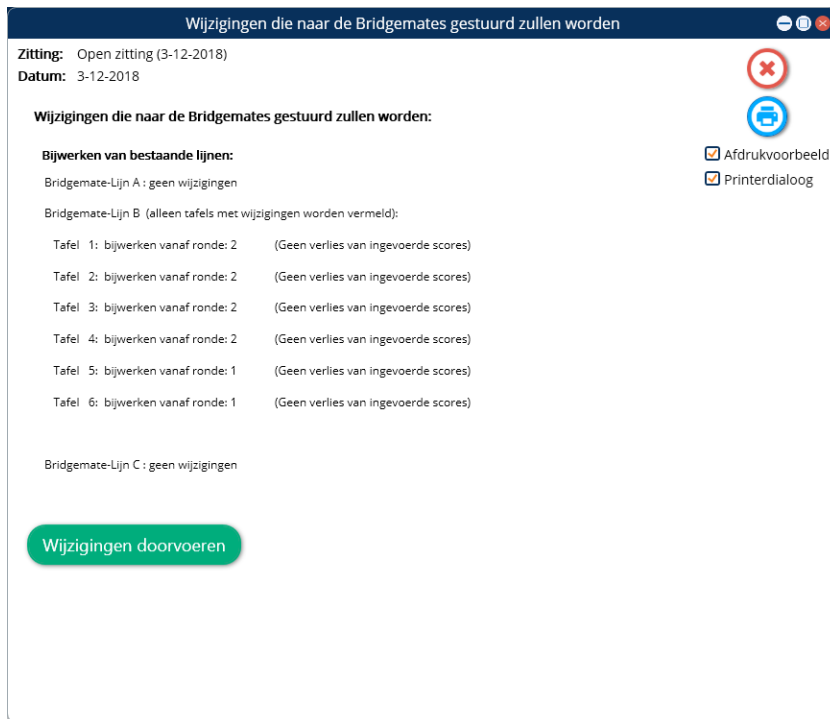 Wijzigingen die naar de Bridgemates gestuurd zullen worden
Zitting: Open zitting (3-12-2018)
Datum: 3-12-2018
Wijzigingen die naar de Bridgemates gestuurd zullen worden:
Bijwerken van bestaande lijnen:
Afdrukvoorbeeld
Printerdialoog
Bridgemate-Lijn A : geen wijzigingen
Bridgemate-Lijn B (alleen tafels met wijzigingen worden vermeld):
Tafel 1: bijwerken vanaf ronde: 2 (Geen verlies van ingevoerde scores)
Tafel 2: bijwerken vanaf ronde: 2 (Geen verlies van ingevoerde scores)
Tafel 3: bijwerken vanaf ronde: 2 (Geen verlies van ingevoerde scores)
Tafel 4: bijwerken vanaf ronde: 2 (Geen verlies van ingevoerde scores)
Tafel 5: bijwerken vanaf ronde: 1 (Geen verlies van ingevoerde scores)
Tafel 6: bijwerken vanaf ronde: 1 (Geen verlies van ingevoerde scores)
Bridgemate-Lijn C : geen wijzigingen
Wijzigingen doorvoeren